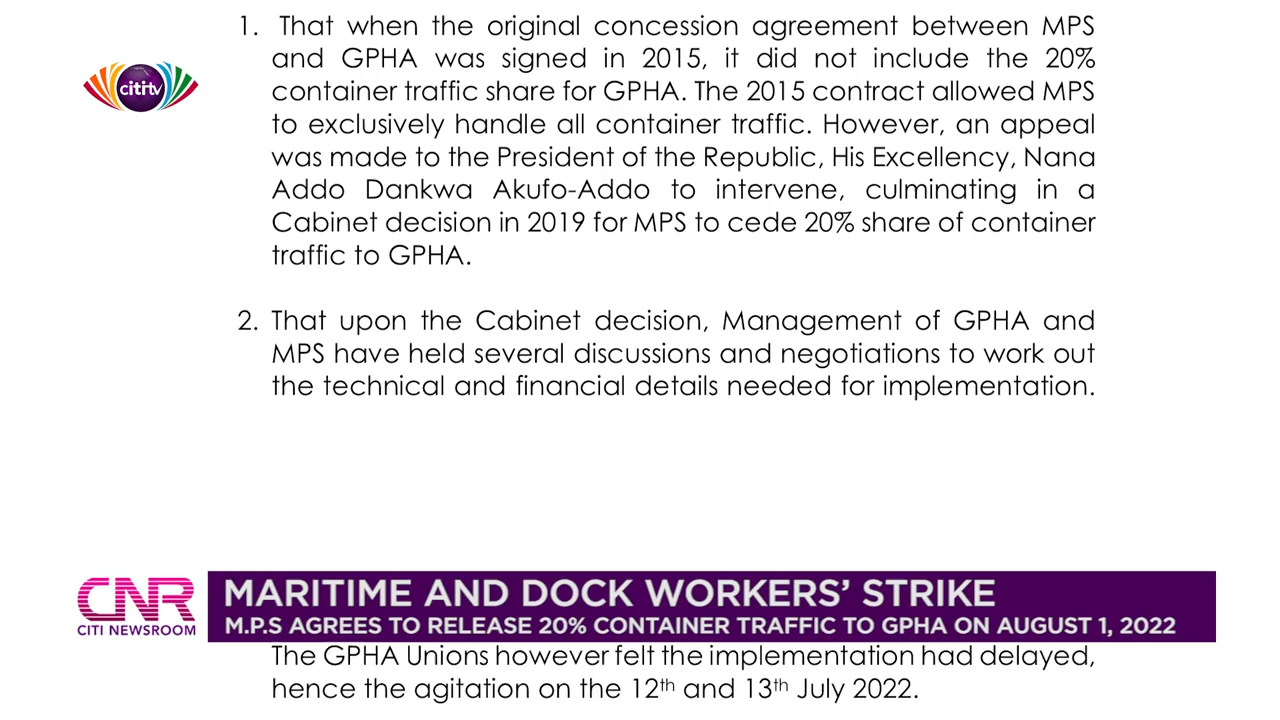 1. That when the original concession agreement between MPS
and GPHA was signed in 2015, it did not include the 20%
container traffic share for GPHA. The 2015 contract allowed MPS
to exclusively handle all container traffic. However, an appeal
was made to the President of the Republic, His Excellency, Nana
Addo Dankwa Akufo-Addo to intervene, culminating in a
Cabinet decision in 2019 for MPS to cede 20% share of container
traffic to GPHA.
2. That upon the Cabinet decision, Management of GPHA and
MPS have held several discussions and negotiations to work out
the technical and financial details needed for implementation.
The GPHA Unions however felt the implementation had delayed,
hence the agitation on the 12th and 13th July 2022.
cititv
CNR
CITI NEWSROOM
MARITIME AND DOCK WORKERS' STRIKE
M.P.S AGREES TO RELEASE 20% CONTAINER TRAFFIC TO GPHA ON AUGUST 1, 2022